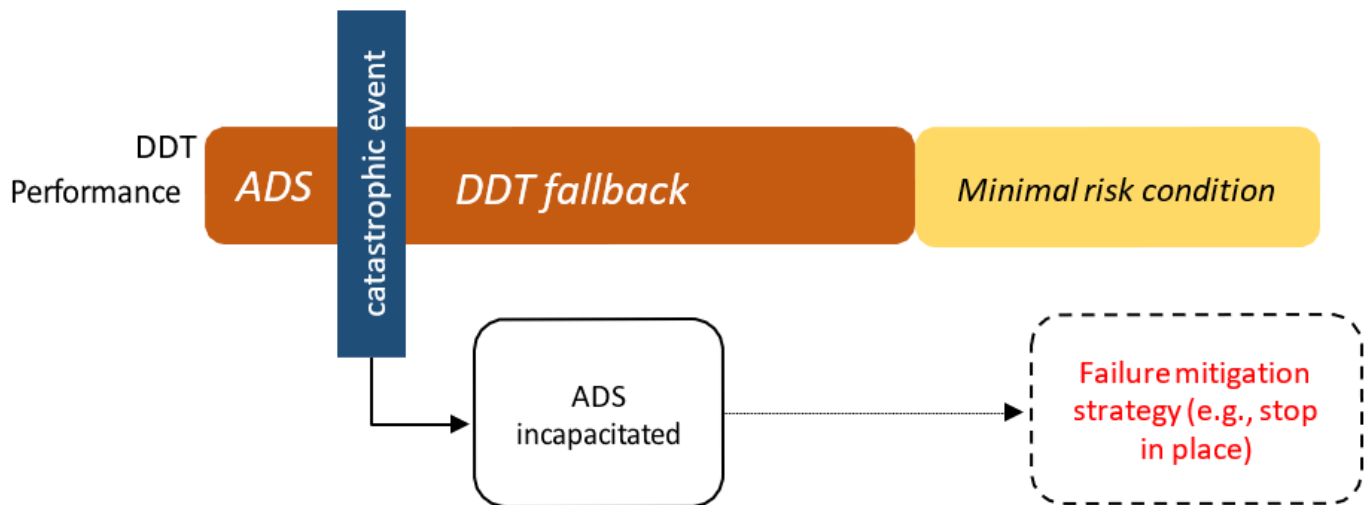 DDT
Performance
ADS
catastrophic event
DDT fallback
Minimal risk condition
ADS
incapacitated
Failure mitigation
strategy (e.g., stop
in place)